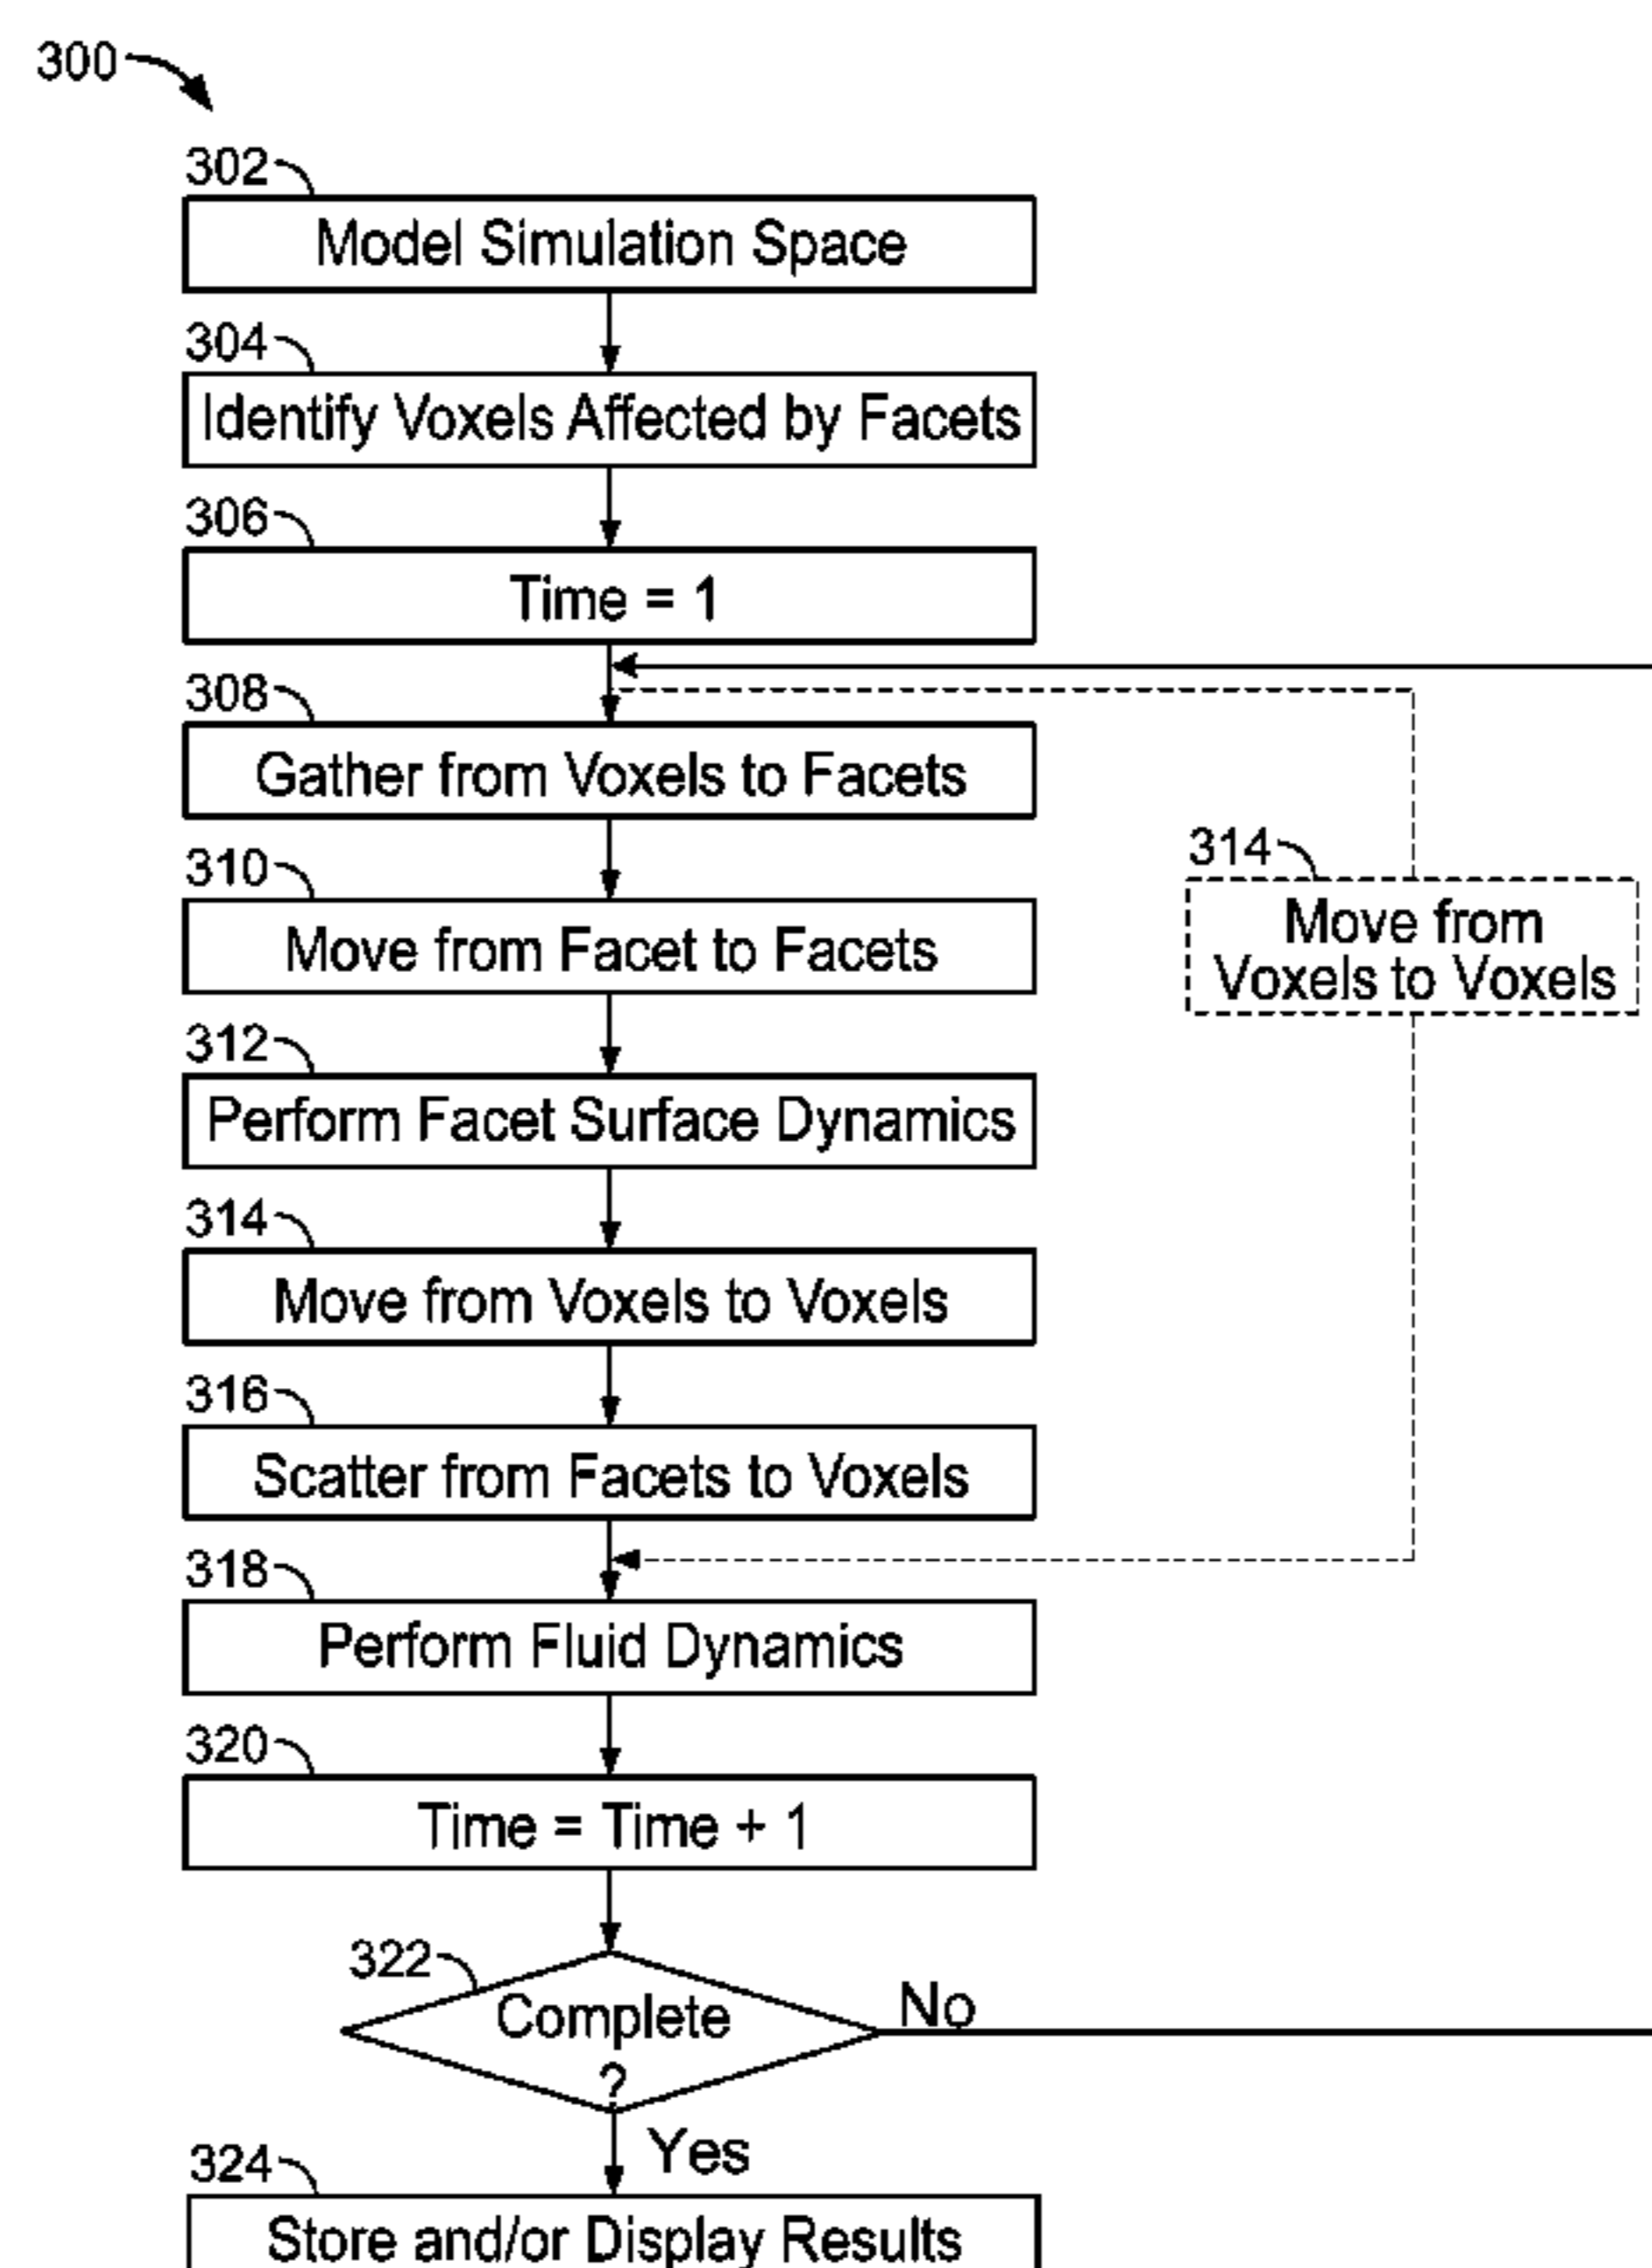 300
302
Model Simulation Space
304
Identify Voxels Affected by Facets
306
Time = 1
308
Gather from Voxels to Facets
310
Move from Facet to Facets
314
Move from
Voxels to Voxels
312
Perform Facet Surface Dynamics
314
Move from Voxels to Voxels
316
Scatter from Facets to Voxels
318
Perform Fluid Dynamics
320
Time = Time + 1
322
Complete
?
No
Yes
324
Store and/or Display Results